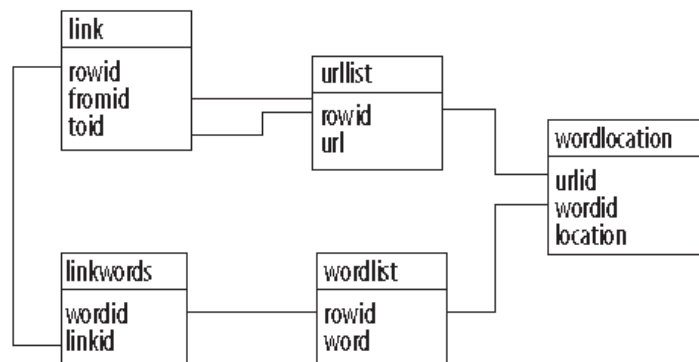 link
rowid
fromid
toid
urllist
rowid
url
wordlocation
urlid
wordid
location
linkwords
wordid
linkid
wordlist
rowid
word